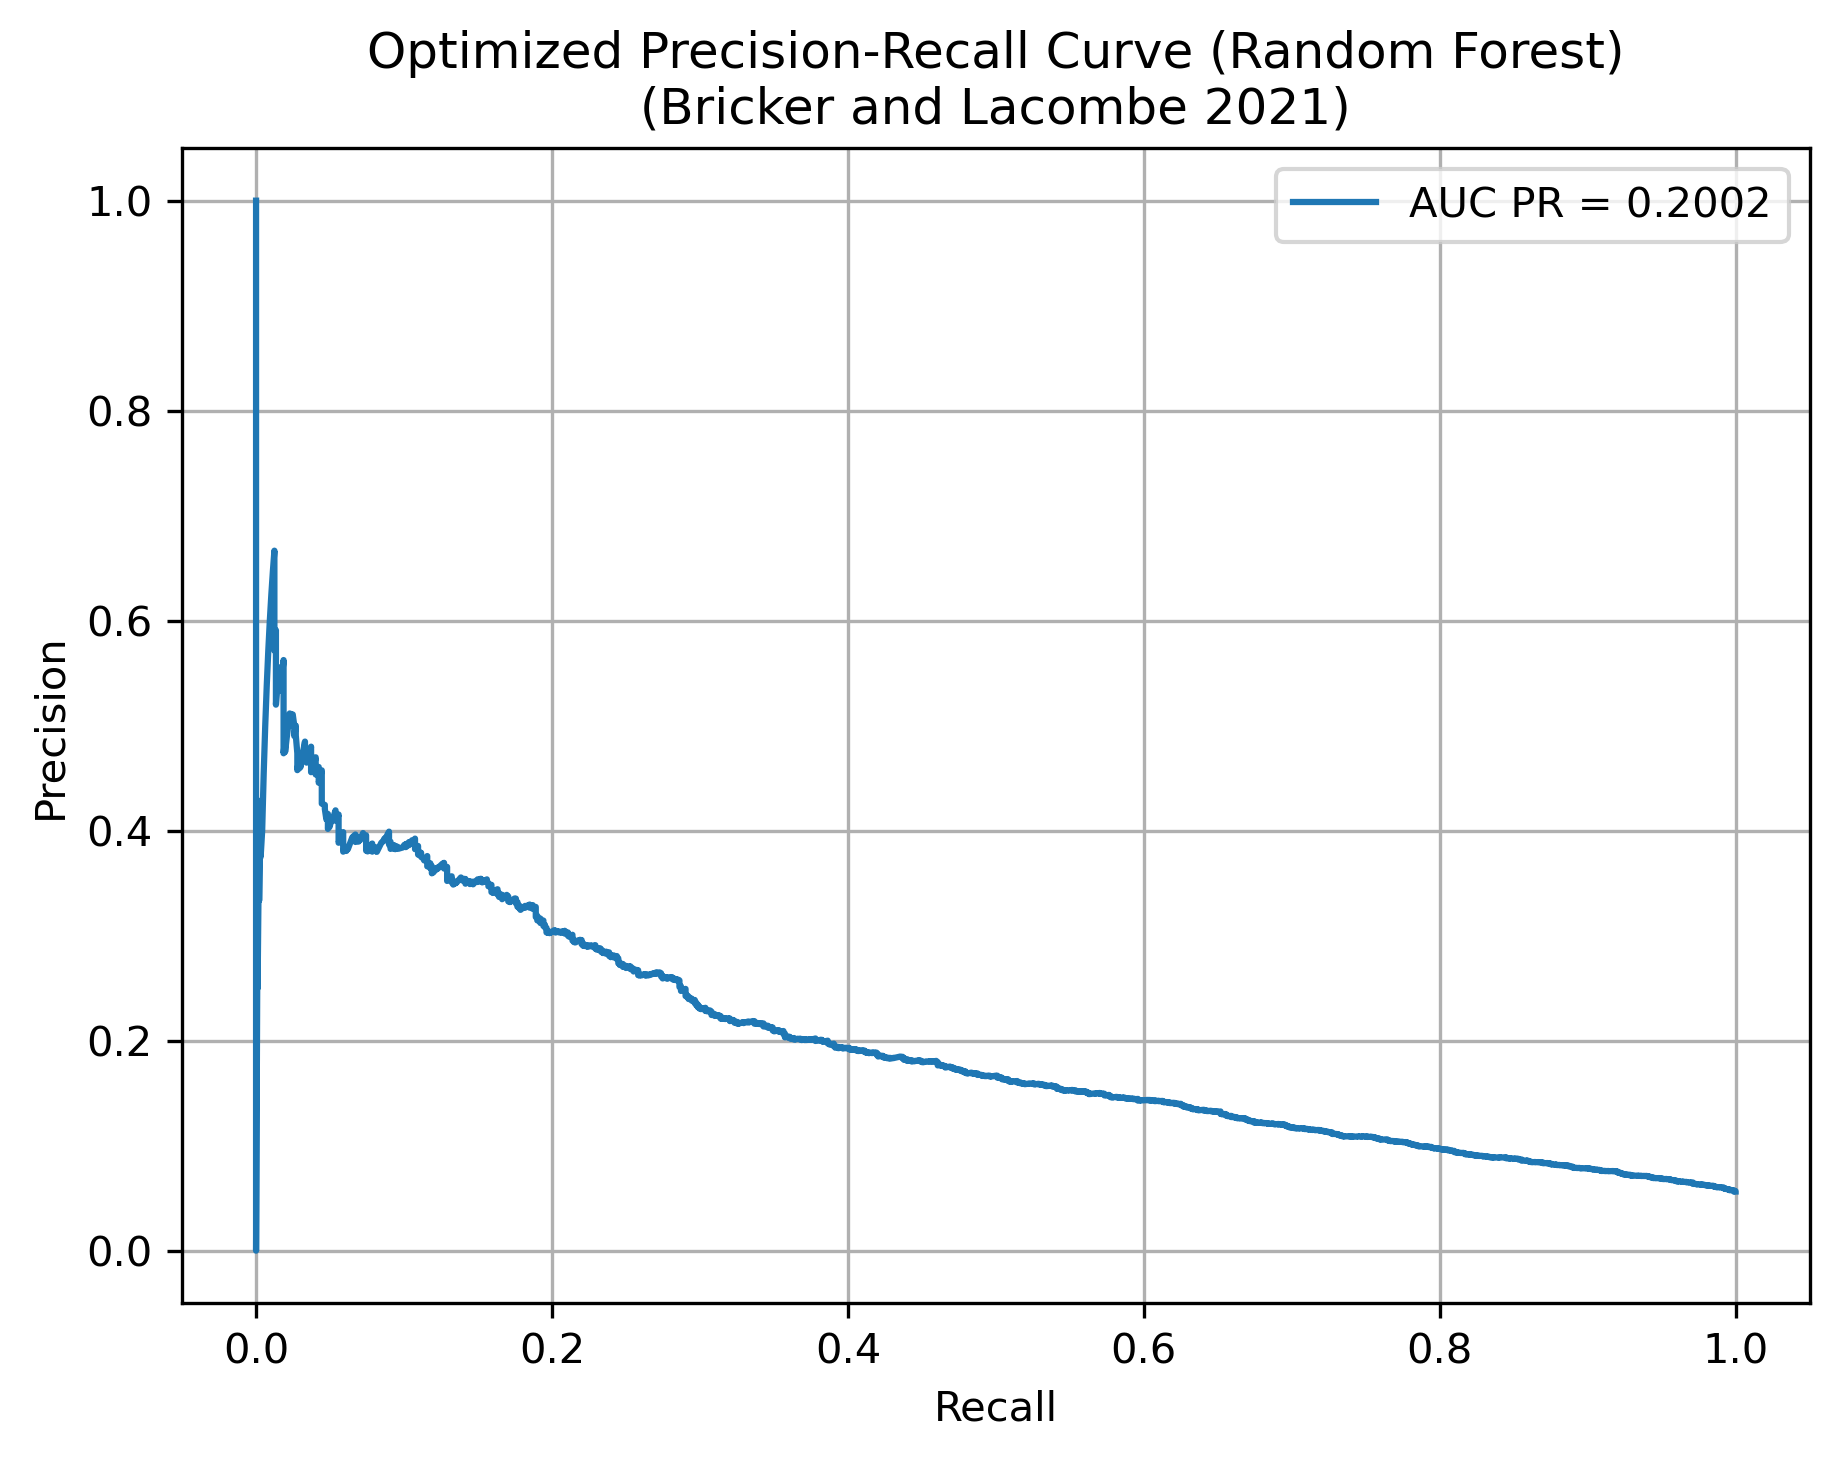 Optimized Precision-Recall Curve (Random Forest)
(Bricker and Lacombe 2021)
AUC PR = 0.2002
1.0
0.8
0.6
0.4
0.2
0.0
Precision
0.0 0.2 0.4 0.6 0.8 1.0
Recall